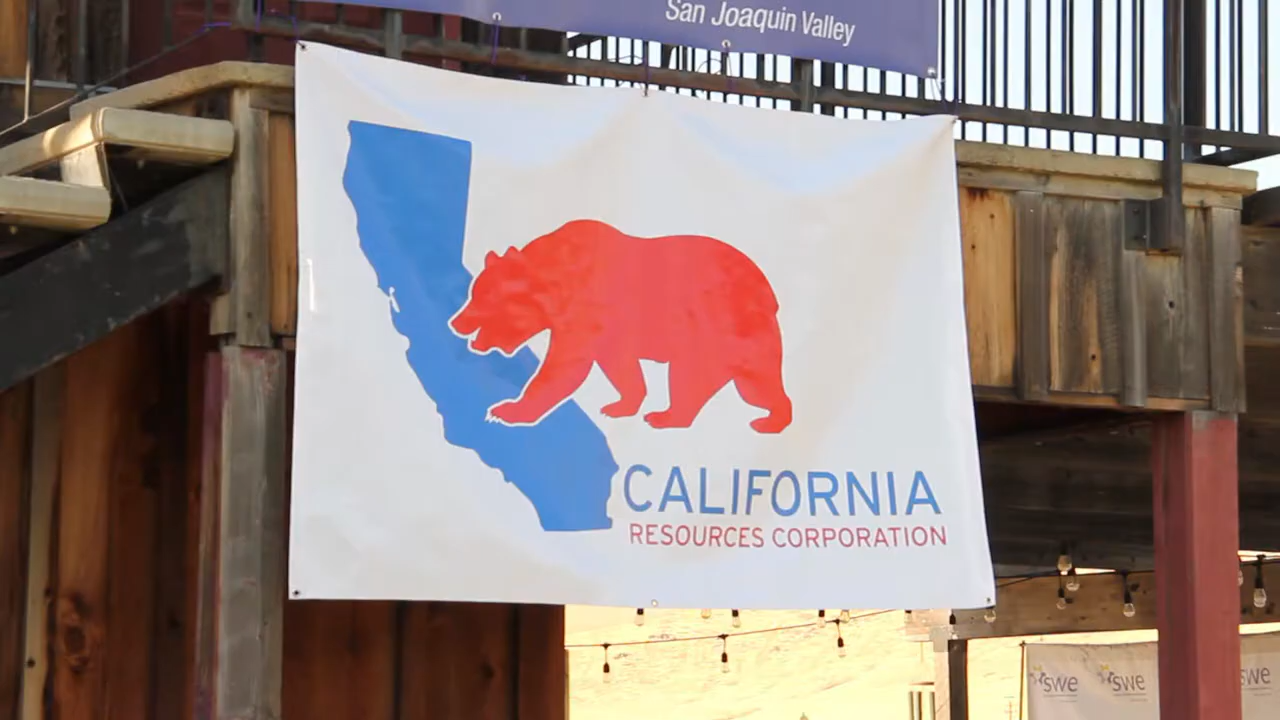 San Joaquin Valley
CALIFORNIA
RESOURCES CORPORATION
swe
swe
swe